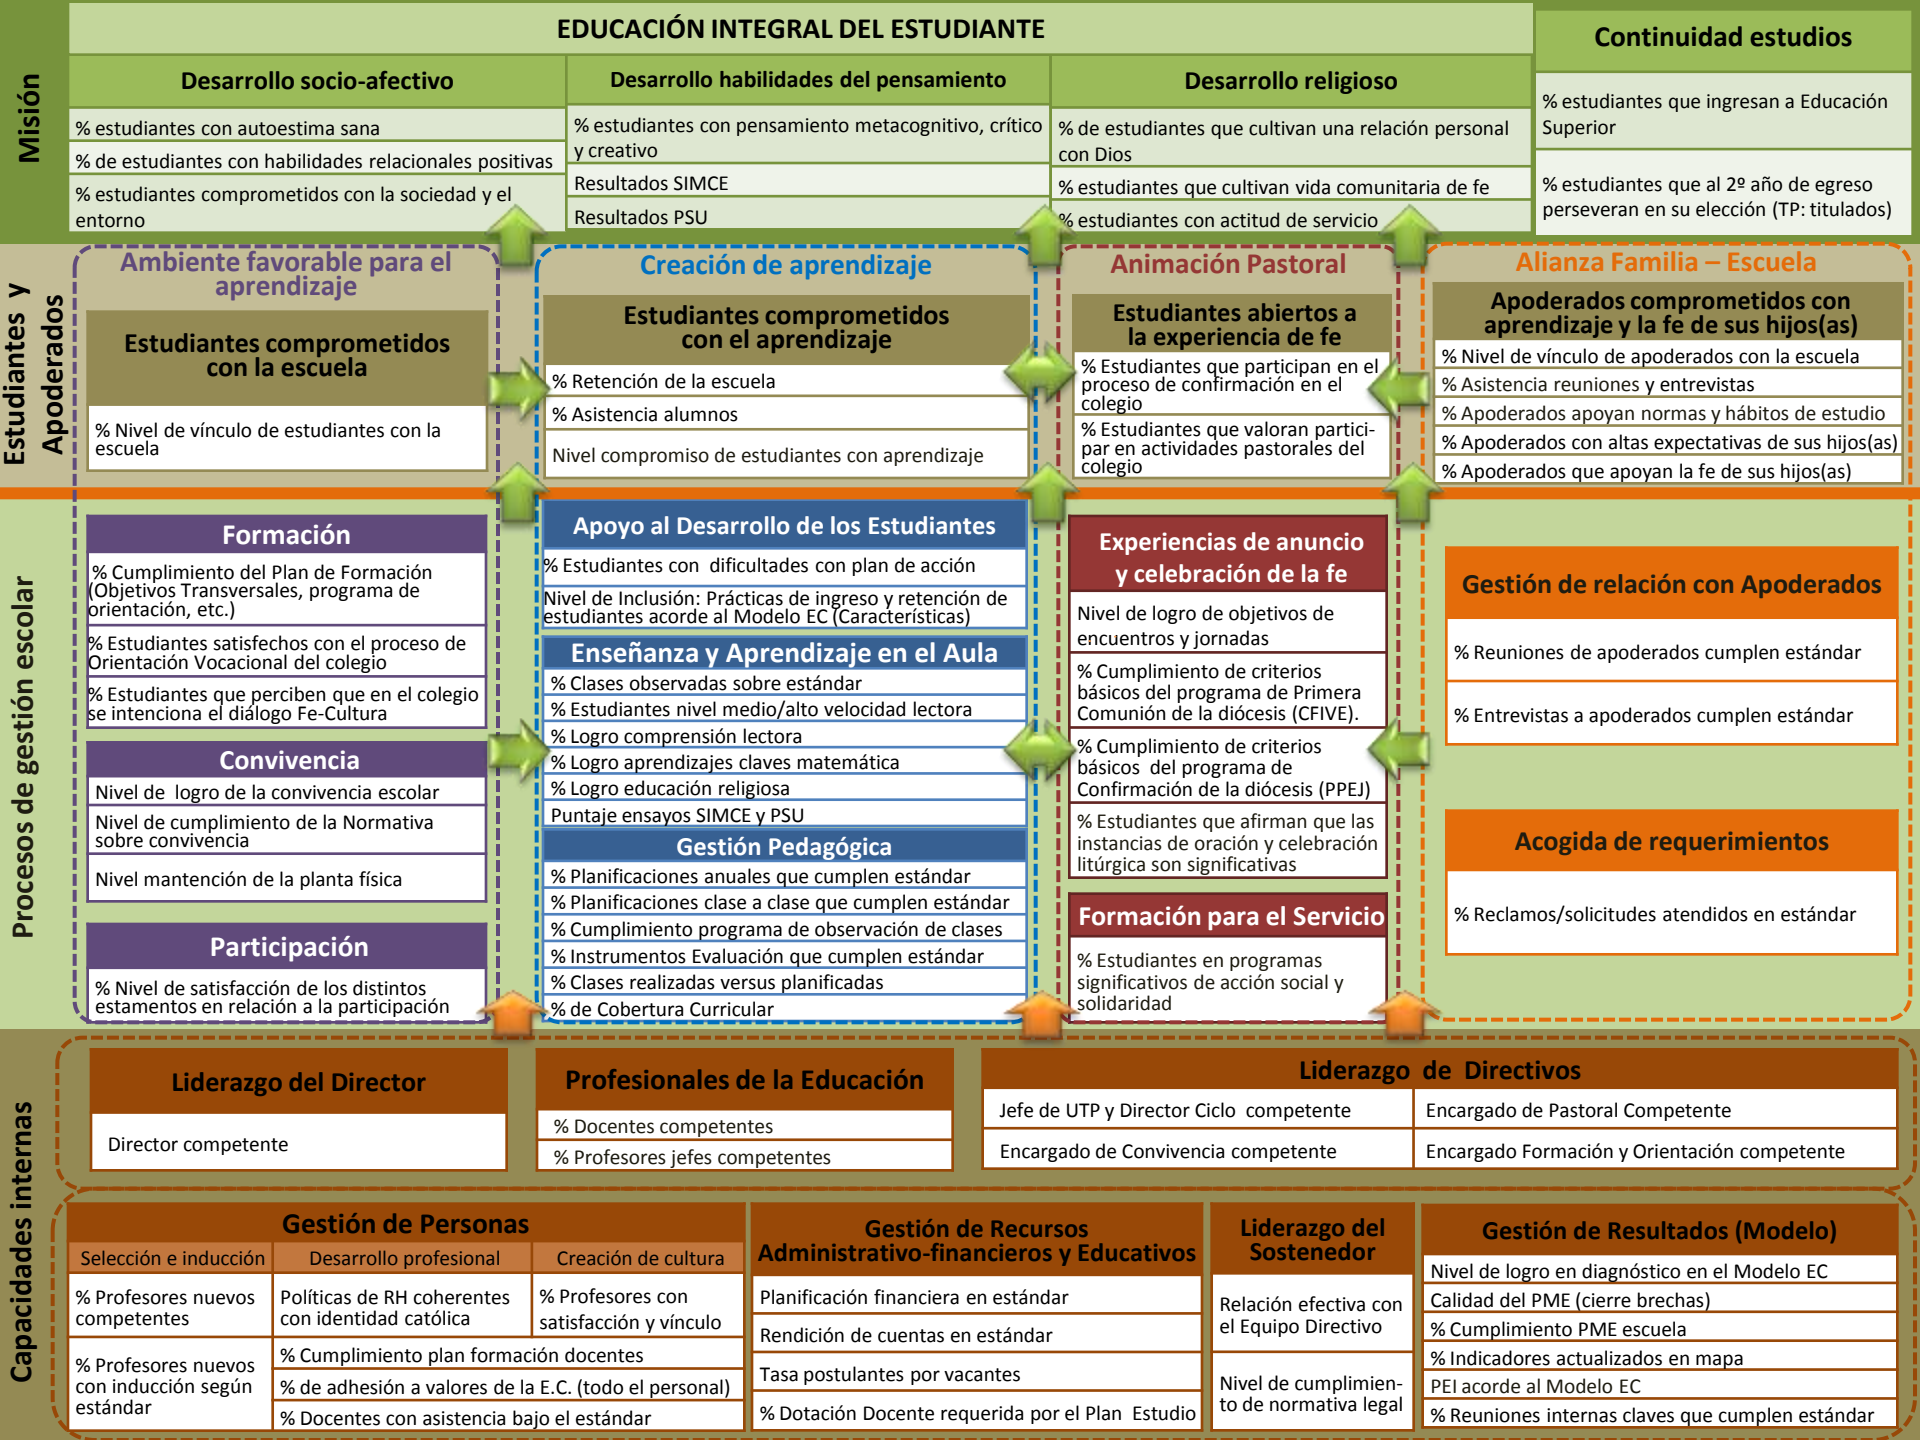 Misión
EDUCACIÓN INTEGRAL DEL ESTUDIANTE
Desarrollo socio-afectivo
% estudiantes con autoestima sana
% de estudiantes con habilidades relacionales positivas
% estudiantes comprometidos con la sociedad y el
entorno
Desarrollo habilidades del pensamiento
% estudiantes con pensamiento metacognitivo, crítico
y creativo
Resultados SIMCE
Resultados PSU
Desarrollo religioso
% de estudiantes que cultivan una relación personal
con Dios
% estudiantes que cultivan vida comunitaria de fe
% estudiantes con actitud de servicio
Continuidad estudios
% estudiantes que ingresan a Educación
Superior
% estudiantes que al 2º año de egreso
perseveran en su elección (TP: titulados)
Estudiantes y
Apoderados
Ambiente favorable para el
aprendizaje
Estudiantes comprometidos
con la escuela
% Nivel de vínculo de estudiantes con la
escuela
Creación de aprendizaje
Estudiantes comprometidos
con el aprendizaje
% Retención de la escuela
% Asistencia alumnos
Nivel compromiso de estudiantes con aprendizaje
Animación Pastoral
Estudiantes abiertos a
la experiencia de fe
% Estudiantes que participan en el
proceso de confirmación en el
colegio
% Estudiantes que valoran partici-
par en actividades pastorales del
colegio
Alianza Familia – Escuela
Apoderados comprometidos con
aprendizaje y la fe de sus hijos(as)
% Nivel de vínculo de apoderados con la escuela
% Asistencia reuniones y entrevistas
% Apoderados apoyan normas y hábitos de estudio
% Apoderados con altas expectativas de sus hijos(as)
% Apoderados que apoyan la fe de sus hijos(as)
Procesos de gestión escolar
Formación
% Cumplimiento del Plan de Formación
(Objetivos Transversales, programa de
orientación, etc.)
% Estudiantes satisfechos con el proceso de
Orientación Vocacional del colegio
% Estudiantes que perciben que en el colegio
se intenciona el diálogo Fe-Cultura
Convivencia
Nivel de logro de la convivencia escolar
Nivel de cumplimiento de la Normativa
sobre convivencia
Nivel mantención de la planta física
Participación
% Nivel de satisfacción de los distintos
estamentos en relación a la participación
Apoyo al Desarrollo de los Estudiantes
% Estudiantes con dificultades con plan de acción
Nivel de Inclusión: Prácticas de ingreso y retención de
estudiantes acorde al Modelo EC (Características)
Enseñanza y Aprendizaje en el Aula
% Clases observadas sobre estándar
% Estudiantes nivel medio/alto velocidad lectora
% Logro comprensión lectora
% Logro aprendizajes claves matemática
% Logro educación religiosa
Puntaje ensayos SIMCE y PSU
Gestión Pedagógica
% Planificaciones anuales que cumplen estándar
% Planificaciones clase a clase que cumplen estándar
% Cumplimiento programa de observación de clases
% Instrumentos Evaluación que cumplen estándar
% Clases realizadas versus planificadas
% de Cobertura Curricular
Experiencias de anuncio
y celebración de la fe
Nivel de logro de objetivos de
encuentros y jornadas
% Cumplimiento de criterios
básicos del programa de Primera
Comunión de la diócesis (CFIVE).
% Cumplimiento de criterios
básicos del programa de
Confirmación de la diócesis (PPEJ)
% Estudiantes que afirman que las
instancias de oración y celebración
litúrgica son significativas
Formación para el Servicio
% Estudiantes en programas
significativos de acción social y
solidaridad
Gestión de relación con Apoderados
% Reuniones de apoderados cumplen estándar
% Entrevistas a apoderados cumplen estándar
Acogida de requerimientos
% Reclamos/solicitudes atendidos en estándar
Capacidades internas
Liderazgo del Director
Director competente
Profesionales de la Educación
% Docentes competentes
% Profesores jefes competentes
Liderazgo de Directivos
Jefe de UTP y Director Ciclo competente
Encargado de Pastoral Competente
Encargado de Convivencia competente
Encargado Formación y Orientación competente
Gestión de Personas
Selección e inducción
Desarrollo profesional
Creación de cultura
% Profesores nuevos
competentes
Políticas de RH coherentes
con identidad católica
% Profesores con
satisfacción y vínculo
% Profesores nuevos
con inducción según
estándar
% Cumplimiento plan formación docentes
% de adhesión a valores de la E.C. (todo el personal)
% Docentes con asistencia bajo el estándar
Gestión de Recursos
Administrativo-financieros y Educativos
Planificación financiera en estándar
Rendición de cuentas en estándar
Tasa postulantes por vacantes
% Dotación Docente requerida por el Plan Estudio
Liderazgo del
Sostenedor
Relación efectiva con
el Equipo Directivo
Nivel de cumplimien-
to de normativa legal
Gestión de Resultados (Modelo)
Nivel de logro en diagnóstico en el Modelo EC
Calidad del PME (cierre brechas)
% Cumplimiento PME escuela
% Indicadores actualizados en mapa
PEI acorde al Modelo EC
% Reuniones internas claves que cumplen estándar